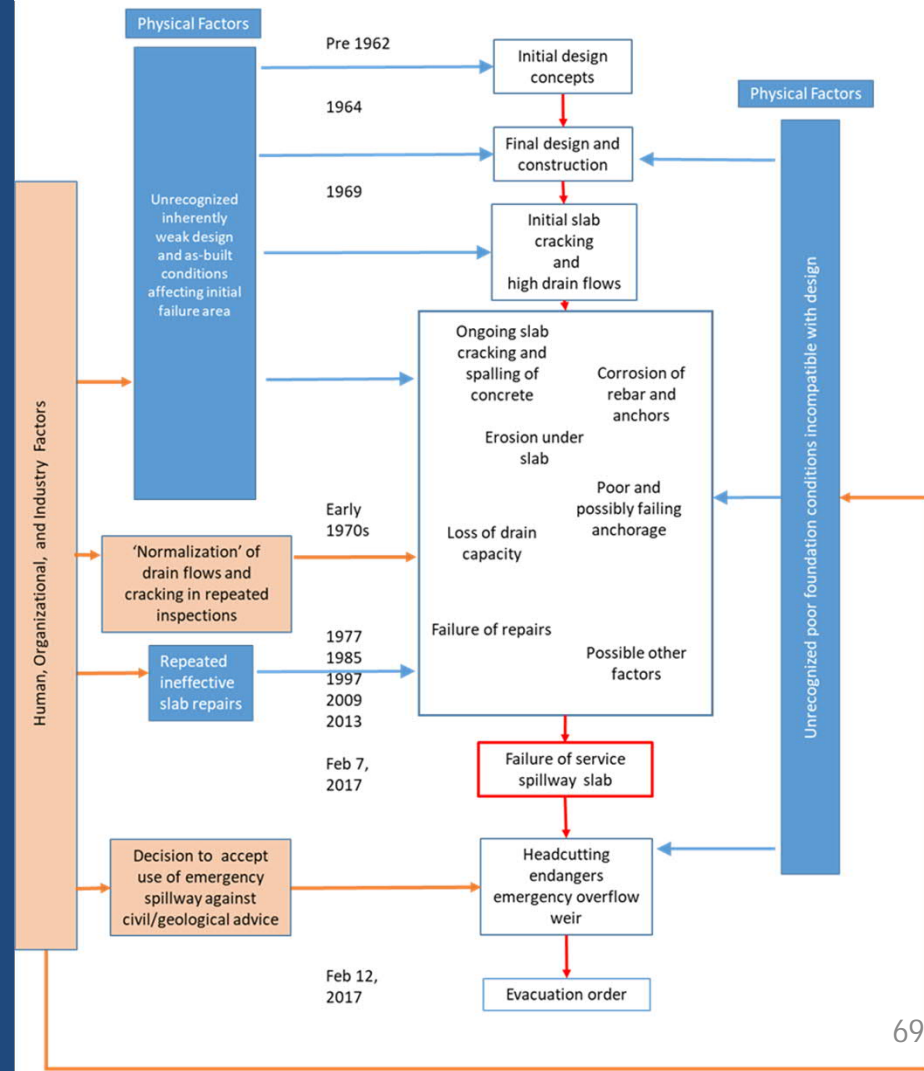 Physical Factors
Pre 1962
Initial design
concepts
Physical Factors
1964
Final design and
construction
1969
Unrecognized
inherently
weak design
and as-built
conditions
affecting initial
failure area
Initial slab
cracking
and
high drain flows
Human, Organizational, and Industry Factors
Unrecognized poor foundation conditions incompatible with design
Ongoing slab
cracking and
spalling of
concrete
Corrosion of
rebar and
anchors
Erosion under
slab
Poor and
possibly failing
anchorage
Early
1970s
Loss of drain
capacity
'Normalization' of
drain flows and
cracking in repeated
inspections
Failure of repairs
Possible other
factors
Repeated
ineffective
slab repairs
1977
1985
1997
2009
2013
Feb 7,
2017
Failure of service
spillway slab
Decision to accept
use of emergency
spillway against
civil/geological advice
Headcutting
endangers
emergency overflow
weir
Feb 12,
2017
Evacuation order
69